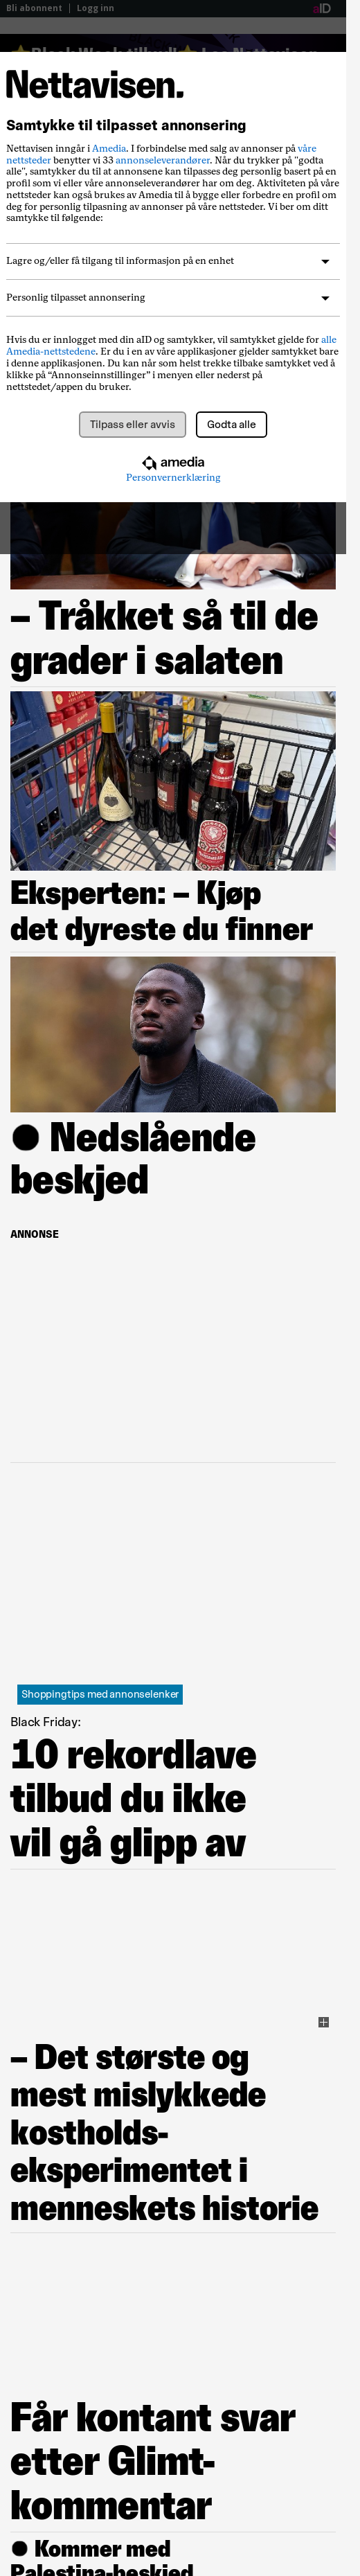 Bli abonnent | Logg inn
aID
Nettavisen.
Samtykke til tilpasset annonsering
Nettavisen inngår i Amedia. I forbindelse med salg av annonser på våre
nettsteder benytter vi 33 annonseleverandører. Når du trykker på "godta
alle", samtykker du til at annonsene kan tilpasses deg personlig basert på en
profil som vi eller våre annonseleverandører har om deg. Aktiviteten på våre
nettsteder kan også brukes av Amedia til å bygge eller forbedre en profil om
deg for personlig tilpasning av annonser på våre nettsteder. Vi ber om ditt
samtykke til følgende:
Lagre og/eller få tilgang til informasjon på en enhet
Personlig tilpasset annonsering
Hvis du er innlogget med din aID og samtykker, vil samtykket gjelde for alle
Amedia-nettstedene. Er du i en av våre applikasjoner gjelder samtykket bare
i denne applikasjonen. Du kan når som helst trekke tilbake samtykket ved å
klikke på “Annonseinnstillinger” i menyen eller nederst på
nettstedet/appen du bruker.
Tilpass eller avvis
Godta alle
amedia
Personvernerklæring
– Tråkket så til de
grader i salaten
Eksperten: – Kjøp
det dyreste du finner
Nedslående
beskjed
ANNONSE
Shoppingtips med annonselenker
Black Friday:
10 rekordlave
tilbud du ikke
vil gå glipp av
– Det største og
mest mislykkede
kostholds-
eksperimentet i
menneskets historie
Får kontant svar
etter Glimt-
kommentar
Kommer med
Palestina-beskjed